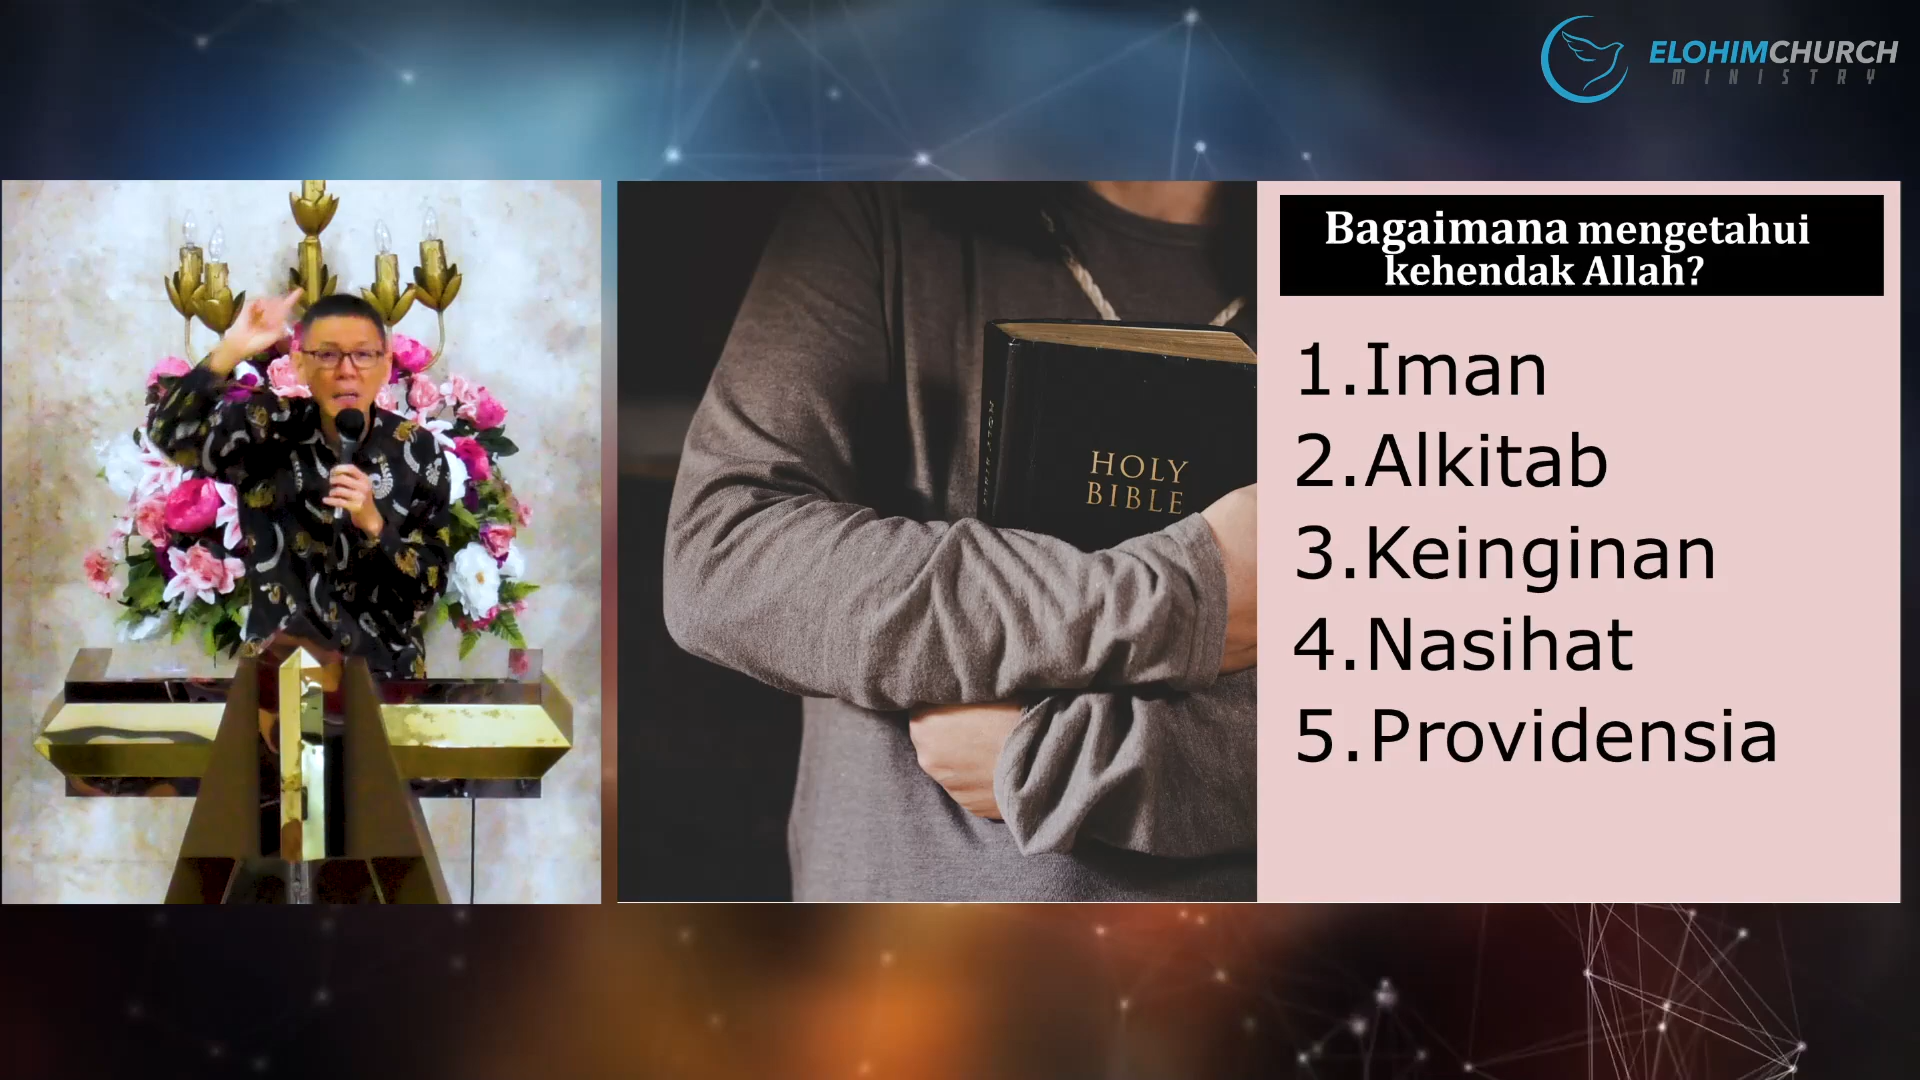 ELOHIMCHURCH
MINISTRY
Bagaimana mengetahui
kehendak Allah?
1.Iman
2.Alkitab
3.Keinginan
4.Nasihat
5.Providensia
HOLY
BIBLE